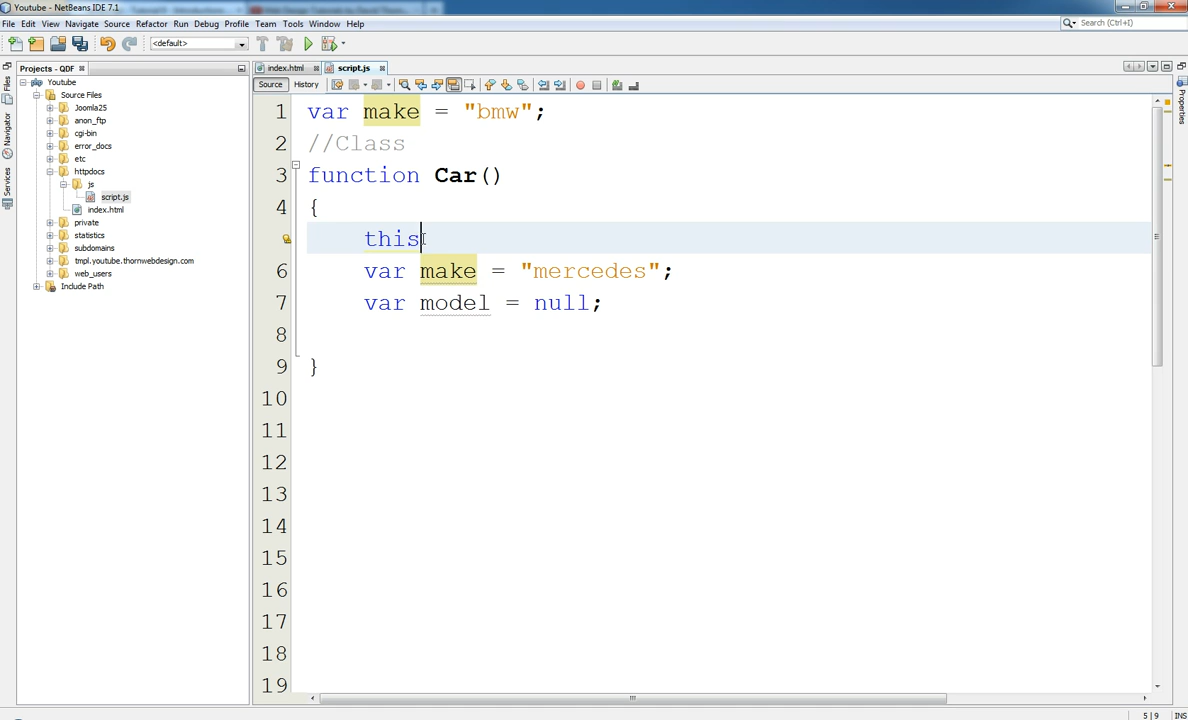 Youtube - NetBeans IDE 7.1
File Edit View Navigate Source Refactor Run Debug Profile Team Tools Window Help
Search (Ctrl+I)
<default>
Projects - QDF
index.html
script.js
Source
History
Files
Navigator
Services
Properties
Youtube
Source Files
Joomla25
anon_ftp
cgi-bin
error_docs
etc
httpdocs
js
script.js
index.html
private
statistics
subdomains
tmpl.youtube.thornwebdesign.com
web_users
Include Path
1 var make = "bmw";
2 //Class
3 function Car()
4 {
this
6 var make = "mercedes";
7 var model = null;
8
9 }
10
11
12
13
14
15
16
17
18
19
5|9 INS